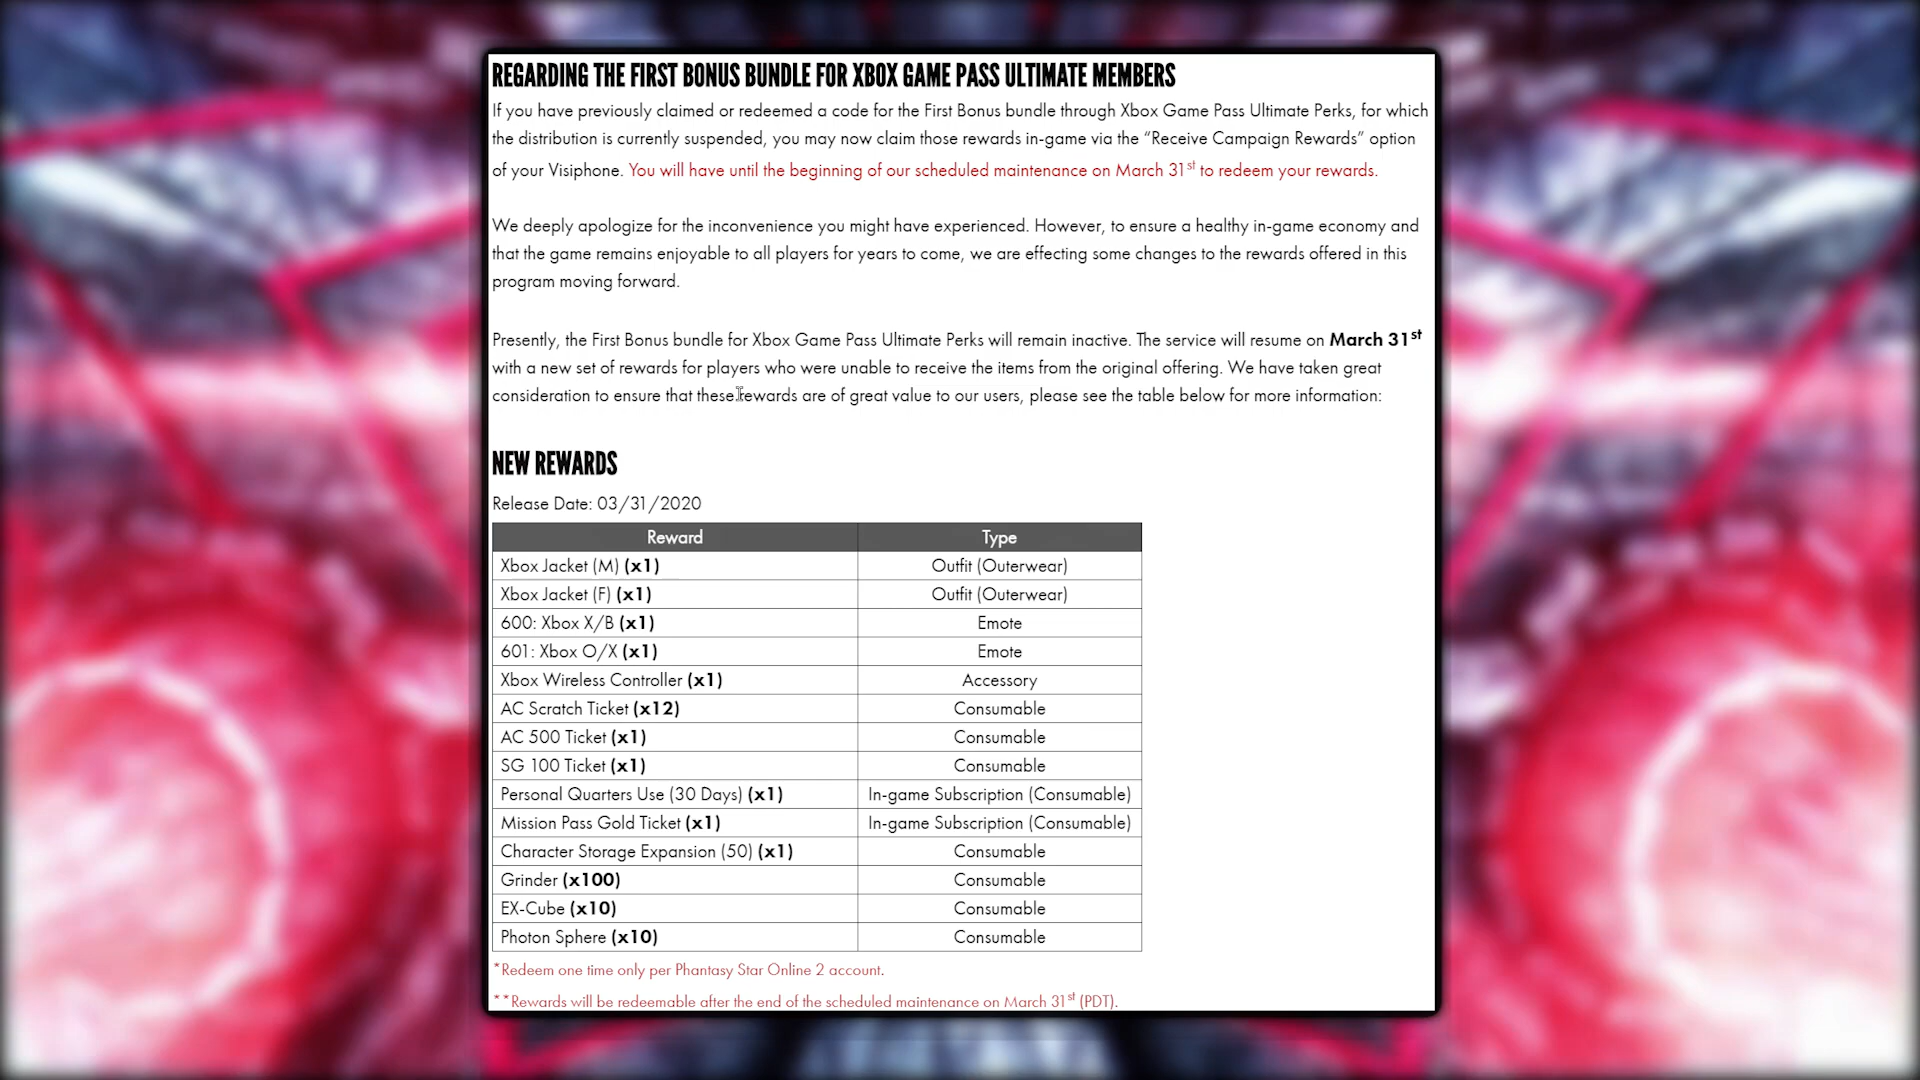 REGARDING THE FIRST BONUS BUNDLE FOR XBOX GAME PASS ULTIMATE MEMBERS
If you have previously claimed or redeemed a code for the First Bonus bundle through Xbox Game Pass Ultimate Perks, for which
the distribution is currently suspended, you may now claim those rewards in-game via the “Receive Campaign Rewards” option
of your Visiphone. You will have until the beginning of our scheduled maintenance on March 31st to redeem your rewards.
We deeply apologize for the inconvenience you might have experienced. However, to ensure a healthy in-game economy and
that the game remains enjoyable to all players for years to come, we are effecting some changes to the rewards offered in this
program moving forward.
Presently, the First Bonus bundle for Xbox Game Pass Ultimate Perks will remain inactive. The service will resume on March 31st
with a new set of rewards for players who were unable to receive the items from the original offering. We have taken great
consideration to ensure that these rewards are of great value to our users, please see the table below for more information:
NEW REWARDS
Release Date: 03/31/2020
Reward Type
Xbox Jacket (M) (x1) Outfit (Outerwear)
Xbox Jacket (F) (x1) Outfit (Outerwear)
600: Xbox X/B (x1) Emote
601: Xbox O/X (x1) Emote
Xbox Wireless Controller (x1) Accessory
AC Scratch Ticket (x12) Consumable
AC 500 Ticket (x1) Consumable
SG 100 Ticket (x1) Consumable
Personal Quarters Use (30 Days) (x1) In-game Subscription (Consumable)
Mission Pass Gold Ticket (x1) In-game Subscription (Consumable)
Character Storage Expansion (50) (x1) Consumable
Grinder (x100) Consumable
EX-Cube (x10) Consumable
Photon Sphere (x10) Consumable
*Redeem one time only per Phantasy Star Online 2 account.
**Rewards will be redeemable after the end of the scheduled maintenance on March 31st (PDT).